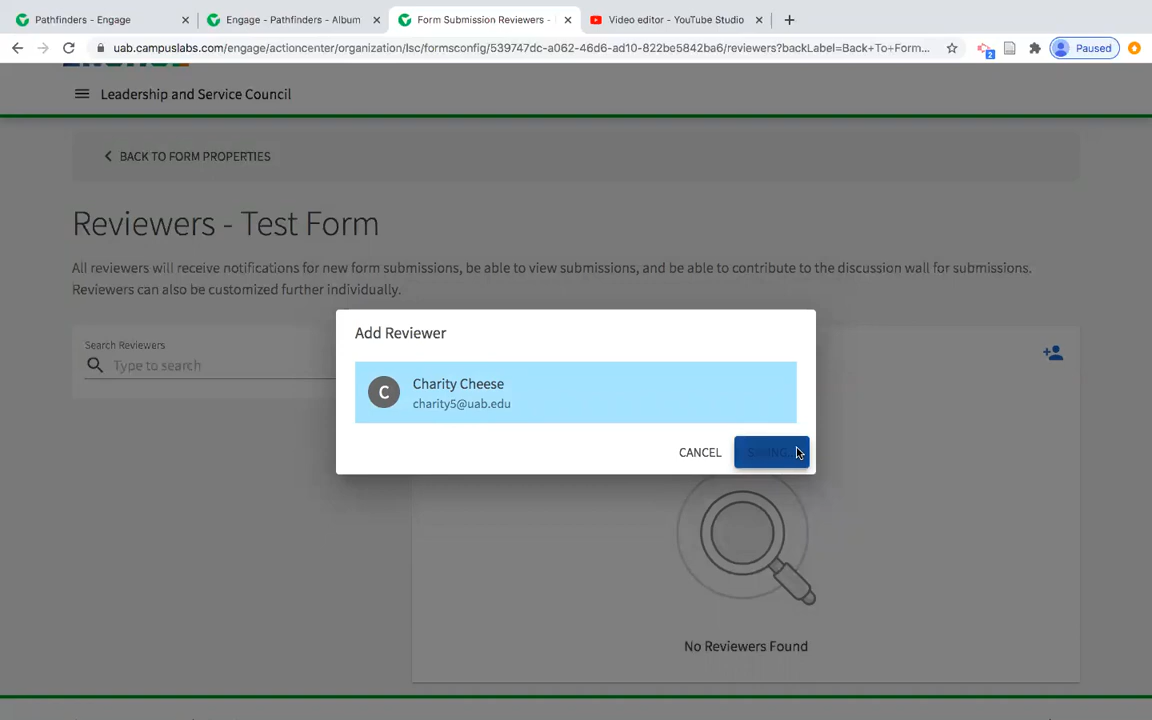 Pathfinders - Engage
Engage - Pathfinders - Album
Form Submission Reviewers -
Video editor - YouTube Studio
uab.campuslabs.com/engage/actioncenter/organization/lsc/formsconfig/539747dc-a062-46d6-ad10-822be5842ba6/reviewers?backLabel=Back+To+Form...
2
Paused
Leadership and Service Council
BACK TO FORM PROPERTIES
Reviewers - Test Form
All reviewers will receive notifications for new form submissions, be able to view submissions, and be able to contribute to the discussion wall for submissions.
Reviewers can also be customized further individually.
Search Reviewers
Type to search
Add Reviewer
C
Charity Cheese
charity5@uab.edu
CANCEL
No Reviewers Found